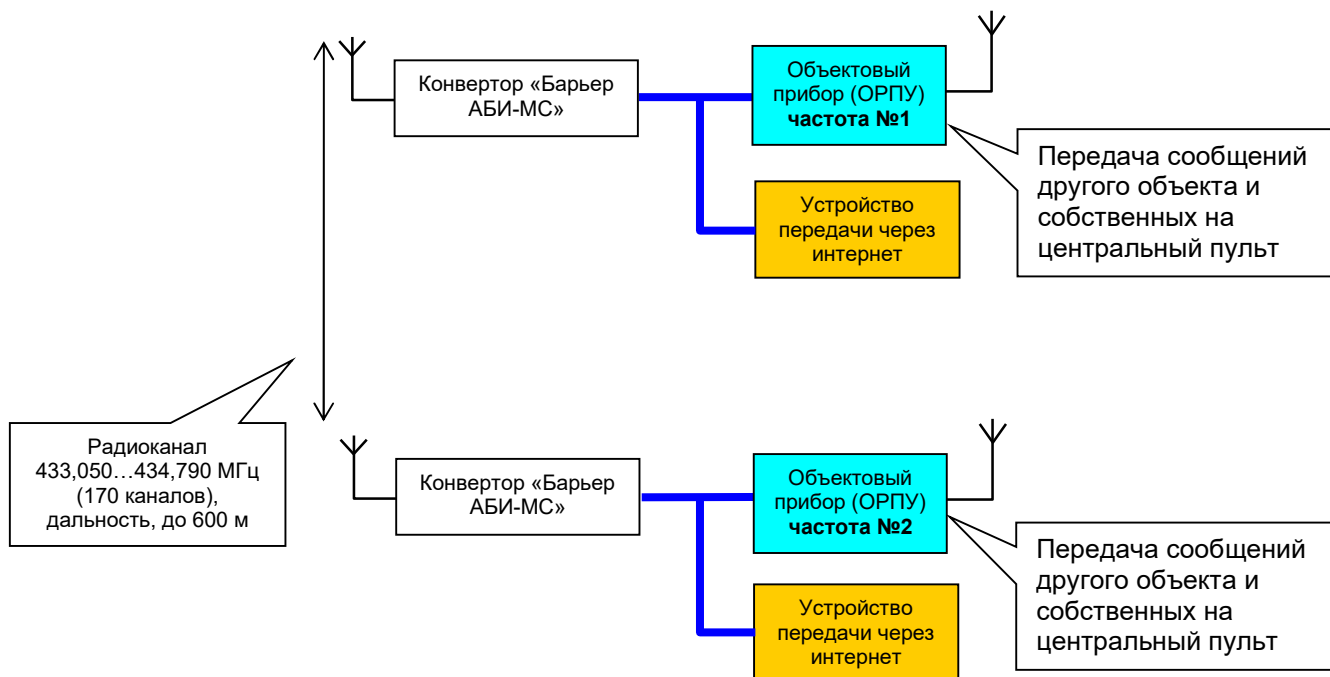 Конвертор «Барьер
АБИ-МС»
Объектовый
прибор (ОРПУ)
частота №1
Передача сообщений
другого объекта и
собственных на
центральный пульт
Устройство
передачи через
интернет
Радиоканал
433,050…434,790 МГц
(170 каналов),
дальность, до 600 м
Конвертор «Барьер
АБИ-МС»
Объектовый
прибор (ОРПУ)
частота №2
Передача сообщений
другого объекта и
собственных на
центральный пульт
Устройство
передачи через
интернет